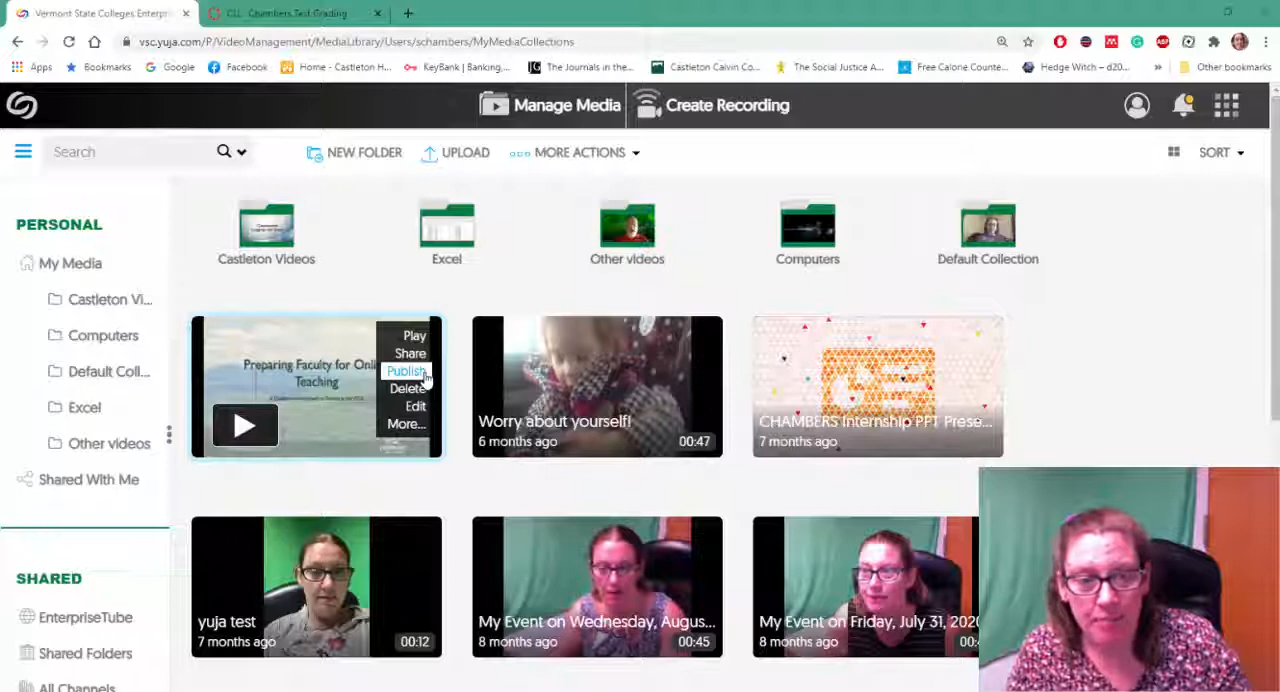 Vermont State Colleges Enterpri
CLL_Chambers Test Grading
vsc.yuja.com/P/VideoManagement/MediaLibrary/Users/schambers/MyMediaCollections
Apps Bookmarks Google Facebook Home - Castleton H... KeyBank | Banking,... The Journals in the... Castleton Calvin Co... The Social Justice A... Free Calorie Counte... Hedge Witch – d20... » Other bookmarks
Manage Media Create Recording
Search NEW FOLDER UPLOAD MORE ACTIONS SORT
PERSONAL
My Media
Castleton Vi...
Computers
Default Coll...
Excel
Other videos
Shared With Me
SHARED
EnterpriseTube
Shared Folders
All Channels
Castleton Videos Excel Other videos Computers Default Collection
Preparing Faculty for Onli
Teaching
Play
Share
Publish
Delete
Edit
More...
Worry about yourself!
6 months ago 00:47
CHAMBERS Internship PPT Prese...
7 months ago
yuja test
7 months ago 00:12
My Event on Wednesday, Augus...
8 months ago 00:45
My Event on Friday, July 31, 2020
8 months ago 00: